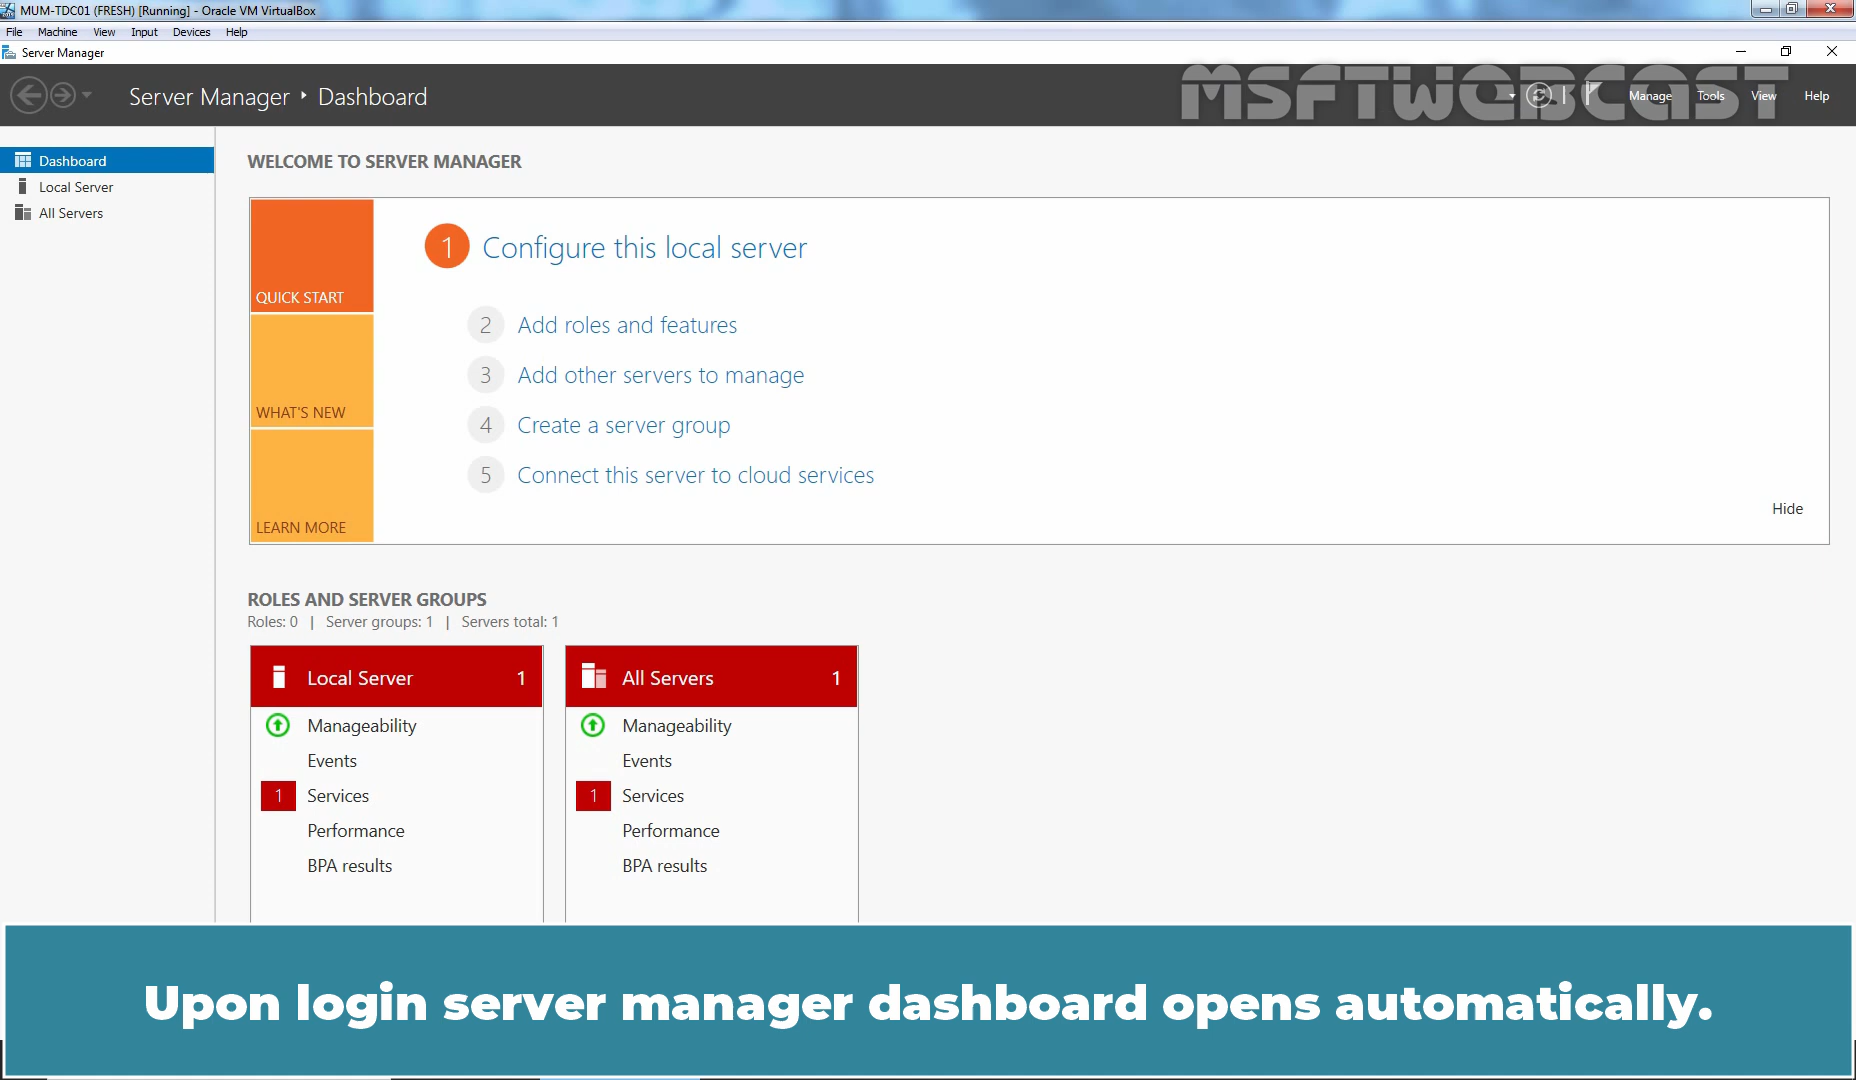 MUM-TDC01 (FRESH) [Running] - Oracle VM VirtualBox
File Machine View Input Devices Help
Server Manager
Server Manager ‣ Dashboard
MSFTWEBCAST
Manage Tools View Help
Dashboard
Local Server
All Servers
WELCOME TO SERVER MANAGER
QUICK START
WHAT'S NEW
LEARN MORE
1 Configure this local server
2 Add roles and features
3 Add other servers to manage
4 Create a server group
5 Connect this server to cloud services
Hide
ROLES AND SERVER GROUPS
Roles: 0 | Server groups: 1 | Servers total: 1
Local Server 1
Manageability
Events
1 Services
Performance
BPA results
All Servers 1
Manageability
Events
1 Services
Performance
BPA results
Upon login server manager dashboard opens automatically.